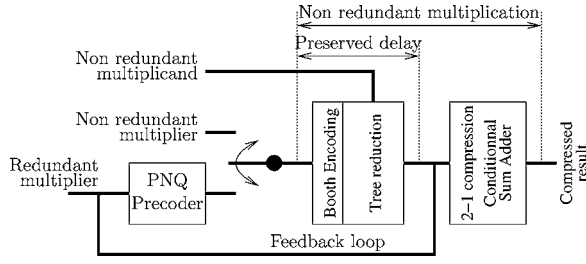 Non redundant multiplication
Preserved delay
Non redundant
multiplicand
Non redundant
multiplier
Redundant
multiplier
PNQ
Precoder
Booth Encoding
Tree reduction
2-1 compression
Conditionnal
Sum Adder
Compressed
result
Feedback loop